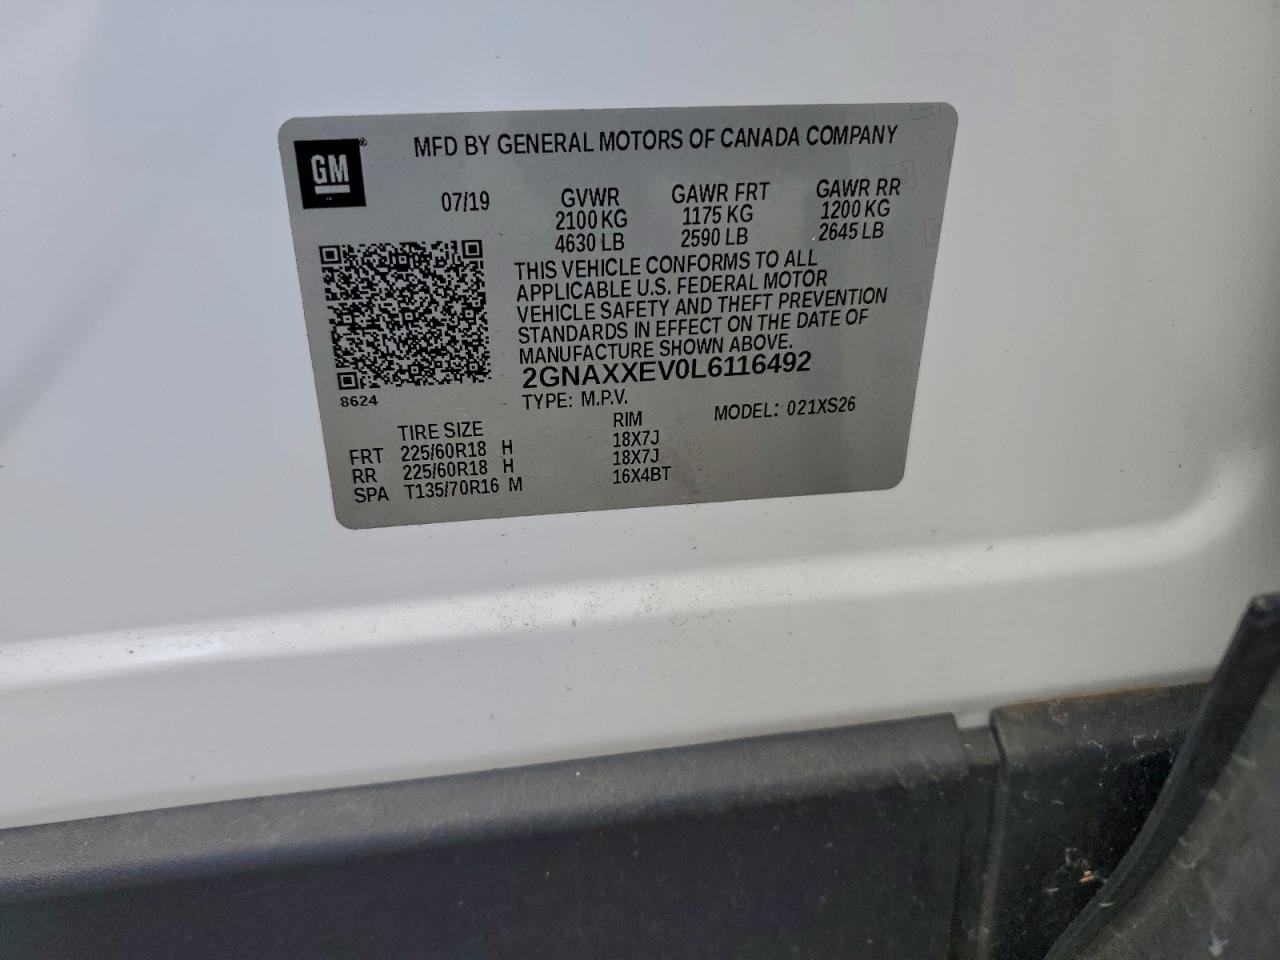 GM
MFD BY GENERAL MOTORS OF CANADA COMPANY
07/19 GVWR GAWR FRT GAWR RR
2100 KG 1175 KG 1200 KG
4630 LB 2590 LB 2645 LB
THIS VEHICLE CONFORMS TO ALL
APPLICABLE U.S. FEDERAL MOTOR
VEHICLE SAFETY AND THEFT PREVENTION
STANDARDS IN EFFECT ON THE DATE OF
MANUFACTURE SHOWN ABOVE.
2GNAXXEV0L6116492
8624
TYPE: M.P.V. MODEL: 021XS26
TIRE SIZE RIM
FRT 225/60R18 H 18X7J
RR 225/60R18 H 18X7J
SPA T135/70R16 M 16X4BT